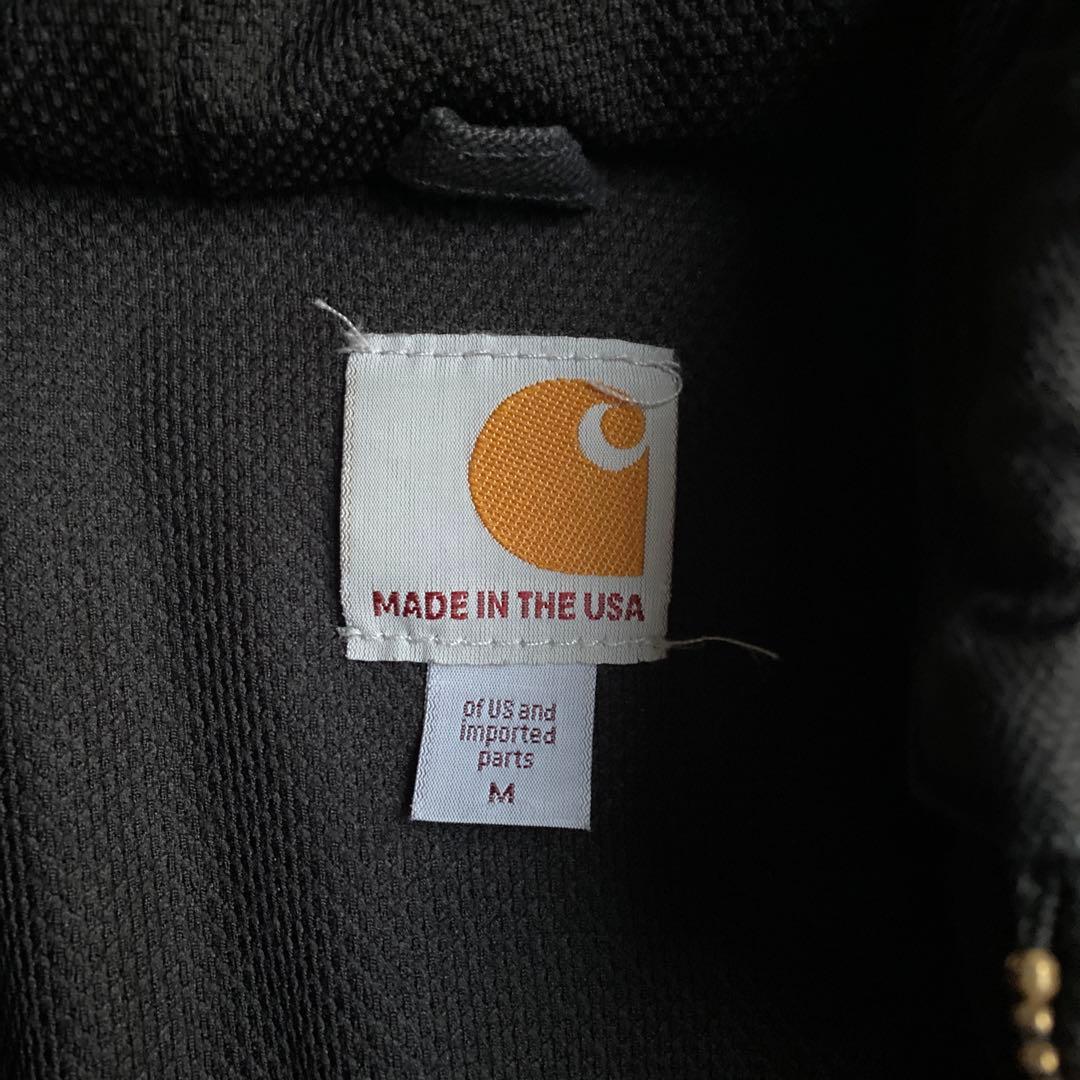 MADE IN THE USA
of US and
imported
parts
M